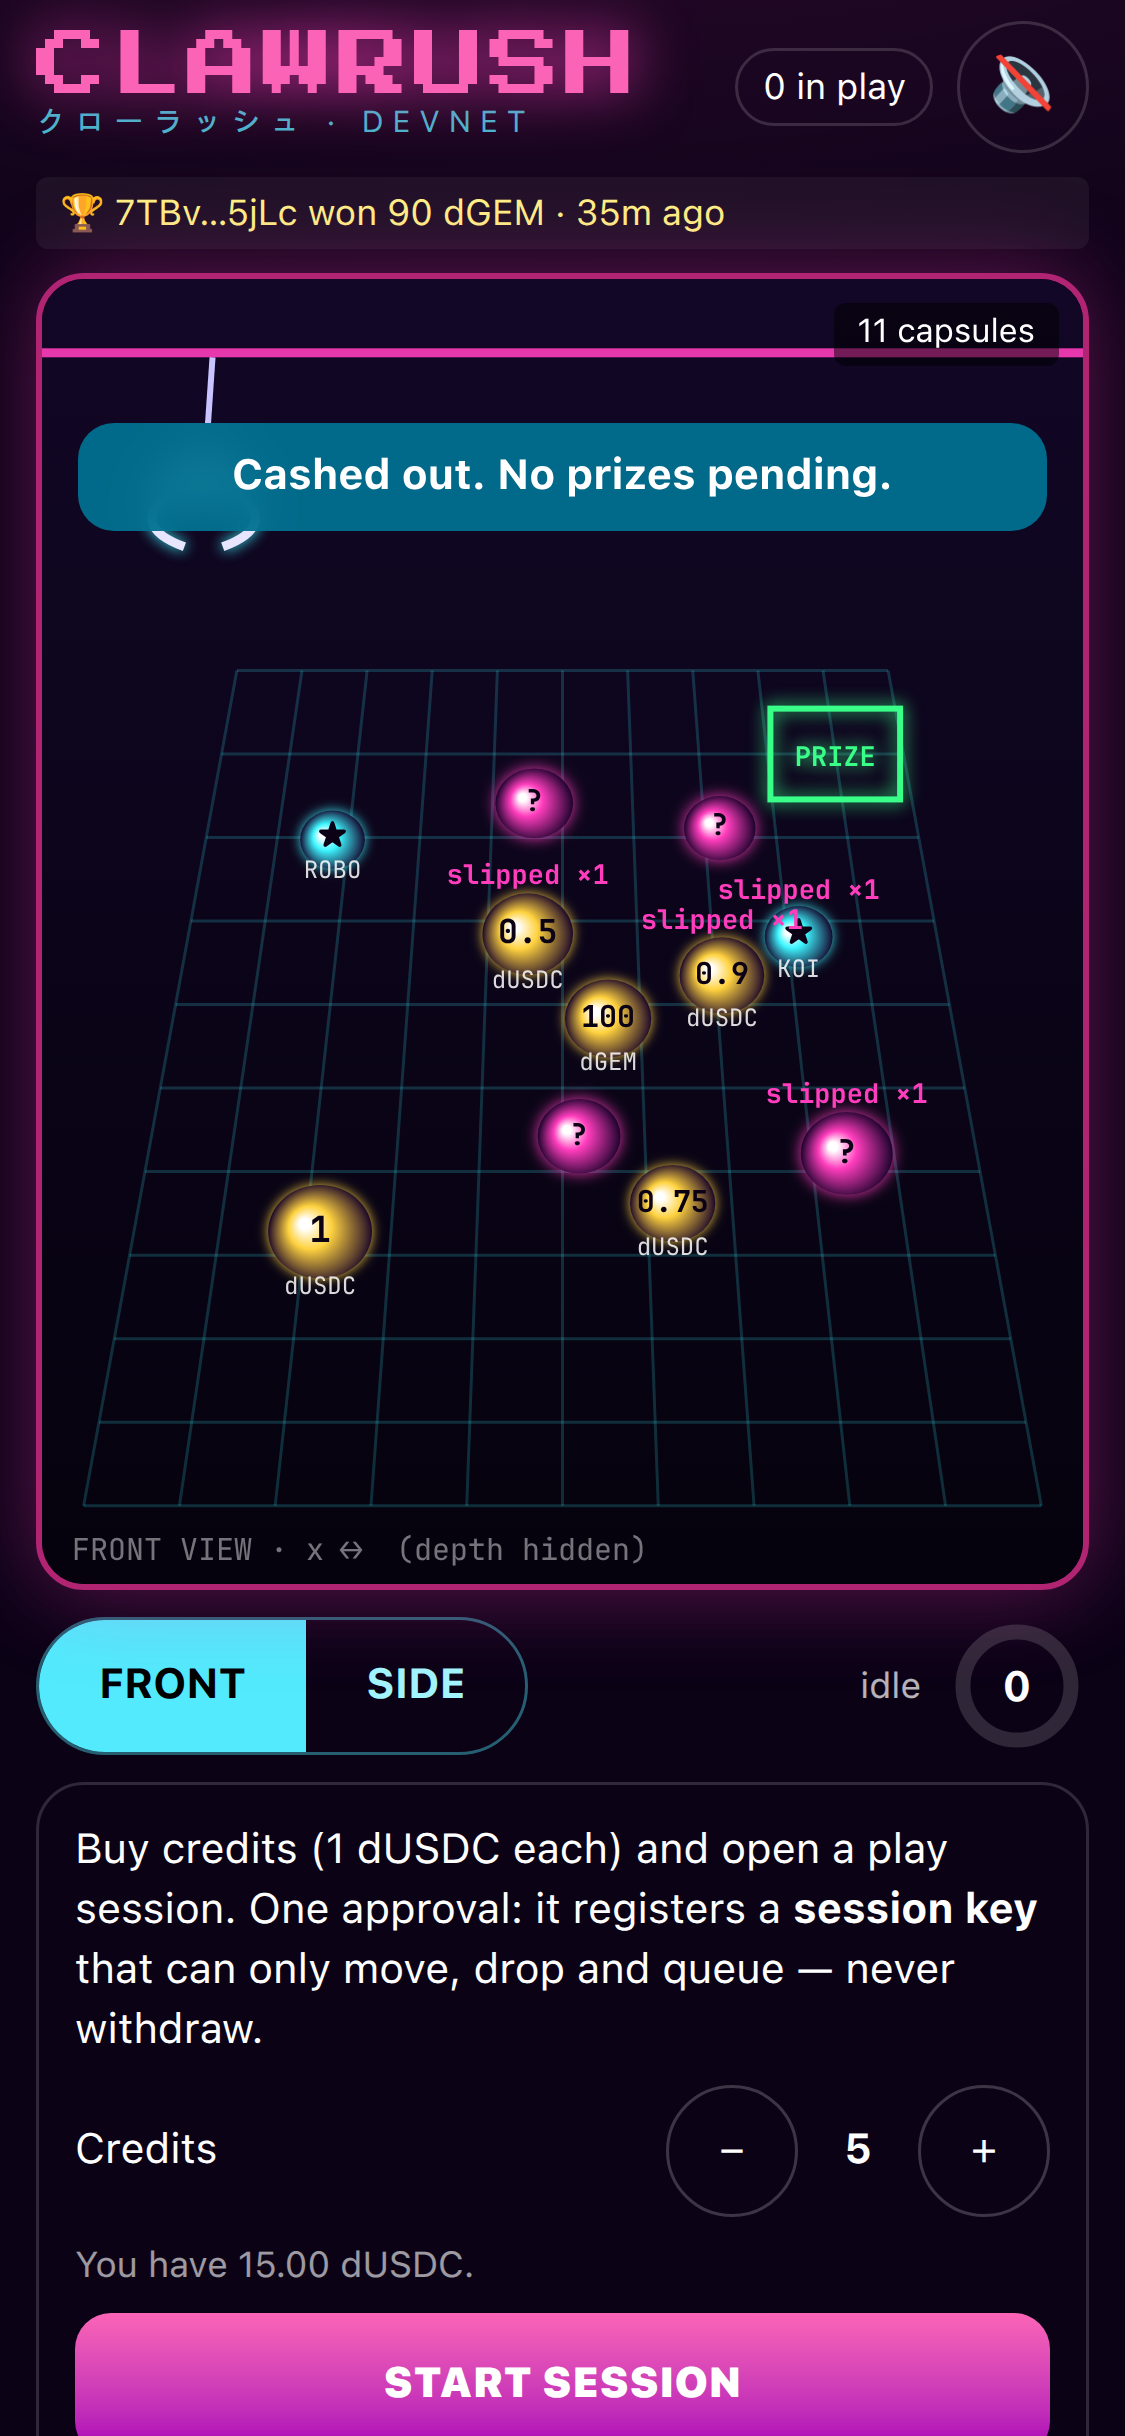 CLAWRUSH
クローラッシュ · DEVNET
0 in play
🏆 7TBv...5jLc won 90 dGEM · 35m ago
11 capsules
Cashed out. No prizes pending.
PRIZE
?
?
★
ROBO
slipped ×1
slipped ×1
slipped ×1
0.5
dUSDC
★
KOI
0.9
dUSDC
100
dGEM
slipped ×1
?
?
0.75
dUSDC
1
dUSDC
FRONT VIEW · x ↔ (depth hidden)
FRONT
SIDE
idle
0
Buy credits (1 dUSDC each) and open a play
session. One approval: it registers a session key
that can only move, drop and queue — never
withdraw.
Credits
−
5
+
You have 15.00 dUSDC.
START SESSION